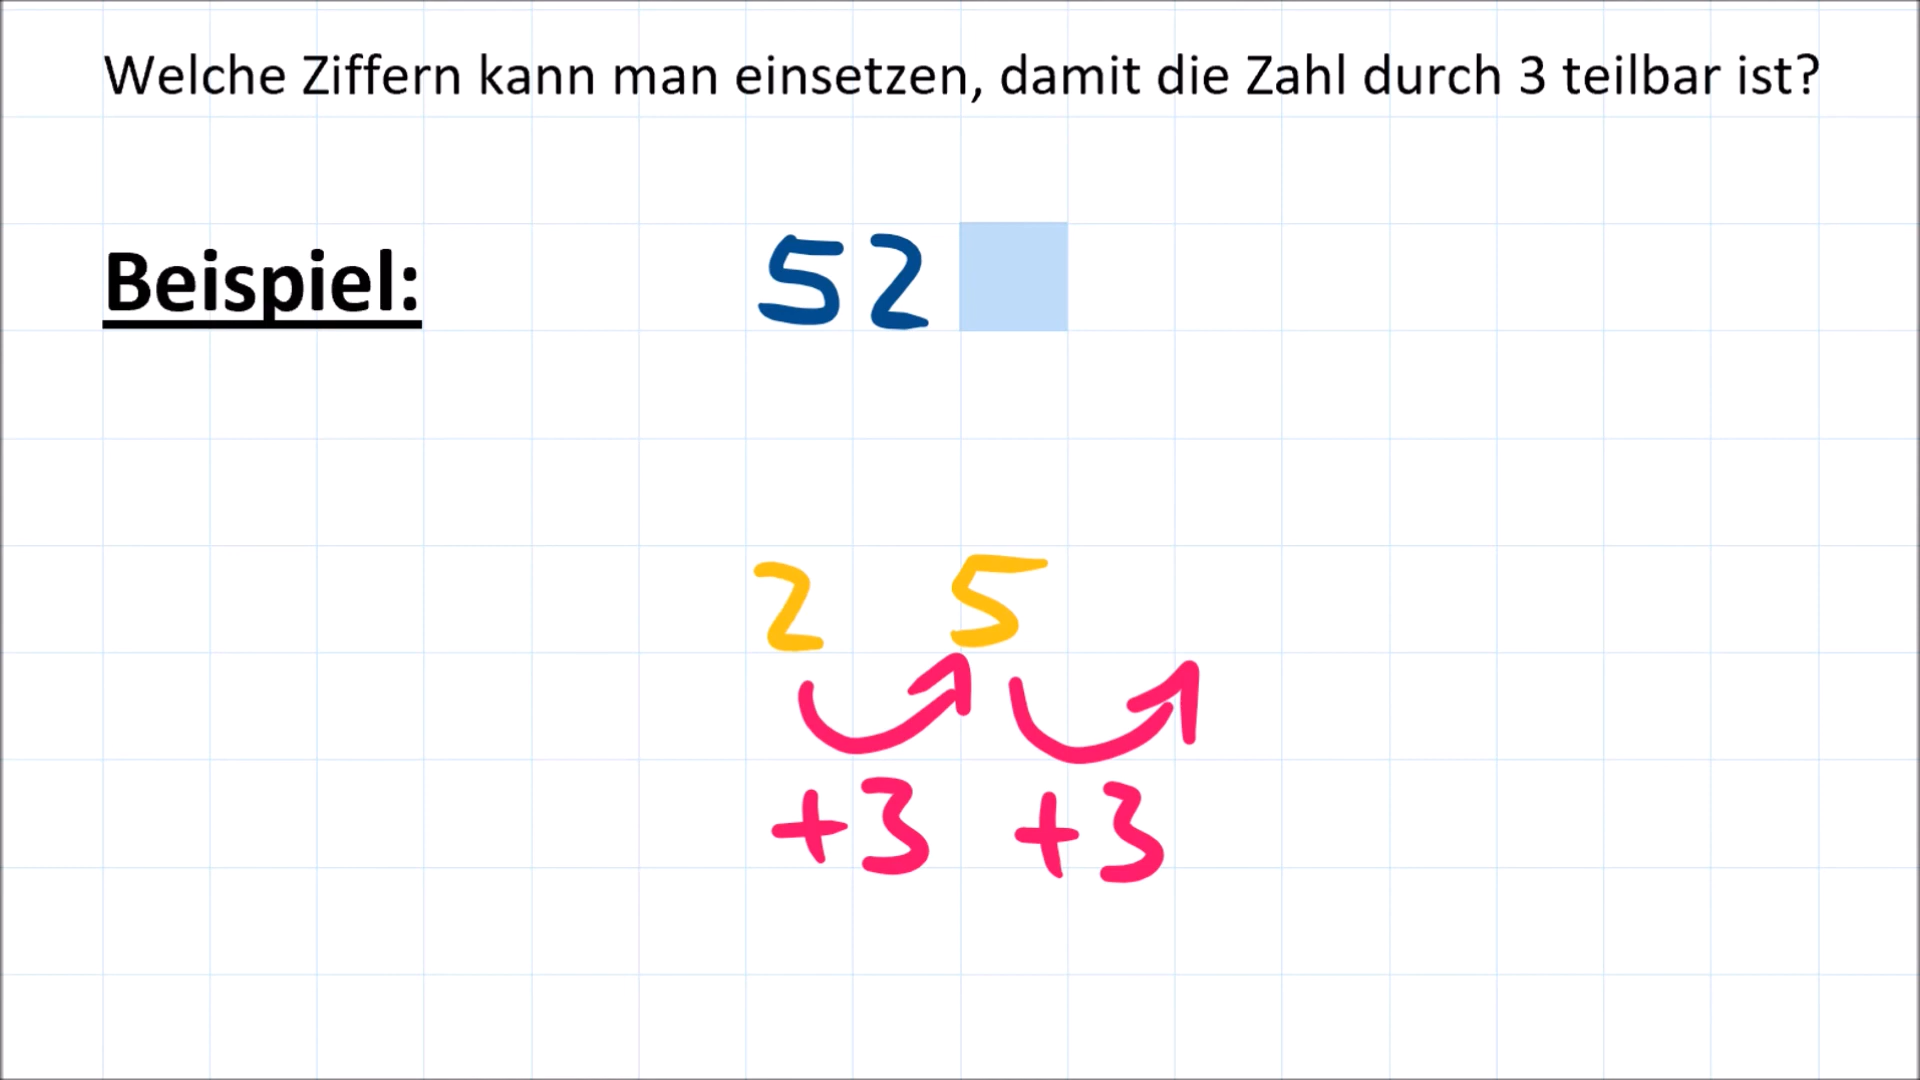 Welche Ziffern kann man einsetzen, damit die Zahl durch 3 teilbar ist?
Beispiel: 52
2 5
+3 +3